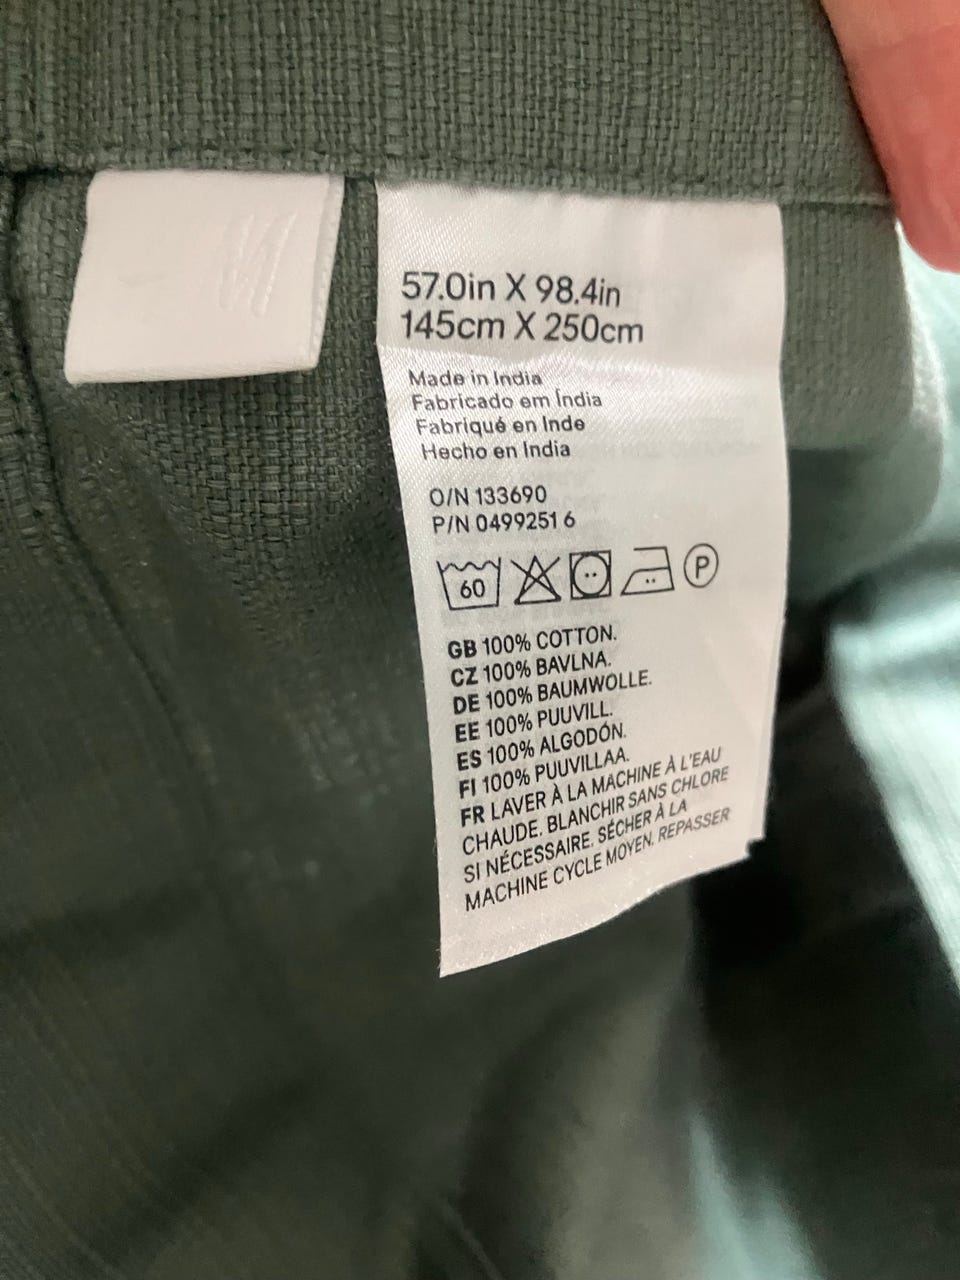 57.0in X 98.4in
145cm X 250cm
Made in India
Fabricado em Índia
Fabriqué en Inde
Hecho en India
O/N 133690
P/N 0499251 6
60 P
GB 100% COTTON.
CZ 100% BAVLNA.
DE 100% BAUMWOLLE.
EE 100% PUUVILL.
ES 100% ALGODÓN.
FI 100% PUUVILLAA.
FR LAVER À LA MACHINE À L'EAU
CHAUDE. BLANCHIR SANS CHLORE
SI NÉCESSAIRE. SÉCHER À LA
MACHINE CYCLE MOYEN. REPASSER